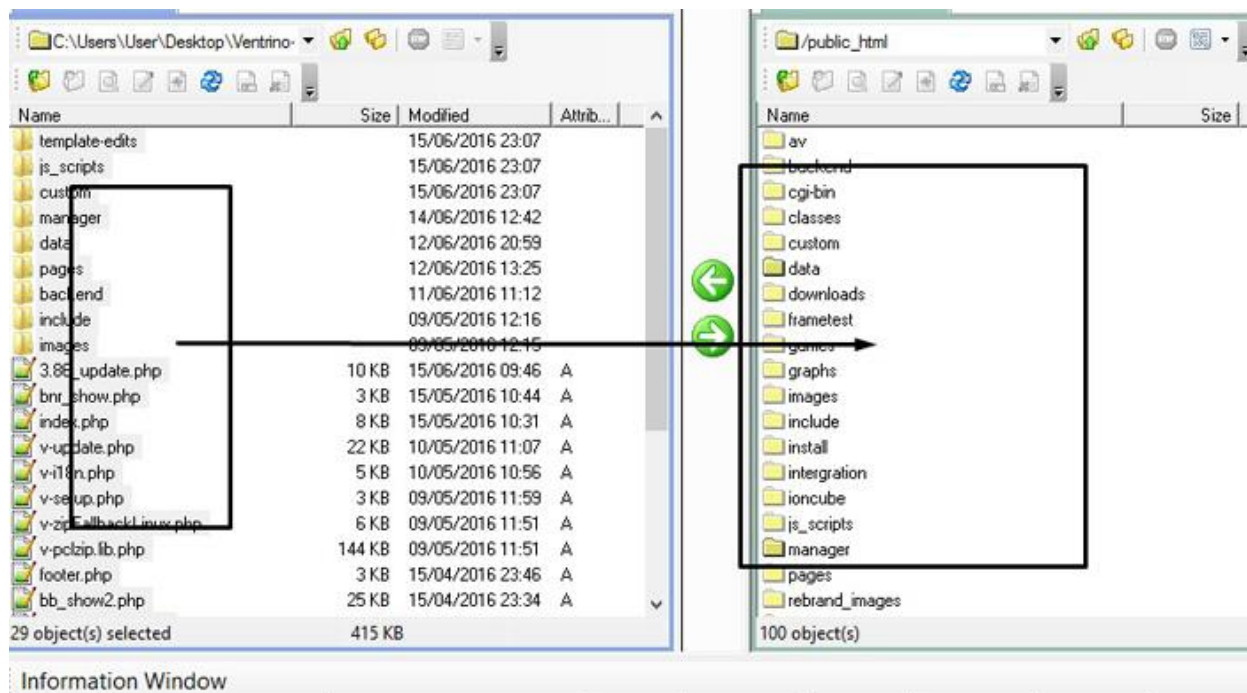 C:\Users\User\Desktop\Ventrino-
Name Size Modified Attrib...
template-edits 15/06/2016 23:07
js_scripts 15/06/2016 23:07
custom 15/06/2016 23:07
manager 14/06/2016 12:42
data 12/06/2016 20:59
pages 12/06/2016 13:25
backend 11/06/2016 11:12
include 09/05/2016 12:16
images 09/05/2016 12:15
3.86_update.php 10 KB 15/06/2016 09:46 A
bnr_show.php 3 KB 15/05/2016 10:44 A
index.php 8 KB 15/05/2016 10:31 A
v-update.php 22 KB 10/05/2016 11:07 A
v-i18n.php 5 KB 10/05/2016 10:56 A
v-setup.php 3 KB 09/05/2016 11:59 A
v-zipFallbackLinux.php 6 KB 09/05/2016 11:51 A
v-pclzip.lib.php 144 KB 09/05/2016 11:51 A
footer.php 3 KB 15/04/2016 23:46 A
bb_show2.php 25 KB 15/04/2016 23:34 A
29 object(s) selected 415 KB
/public_html
Name Size
av
backend
cgi-bin
classes
custom
data
downloads
frametest
games
graphs
images
include
install
intergration
ioncube
js_scripts
manager
pages
rebrand_images
100 object(s)
Information Window